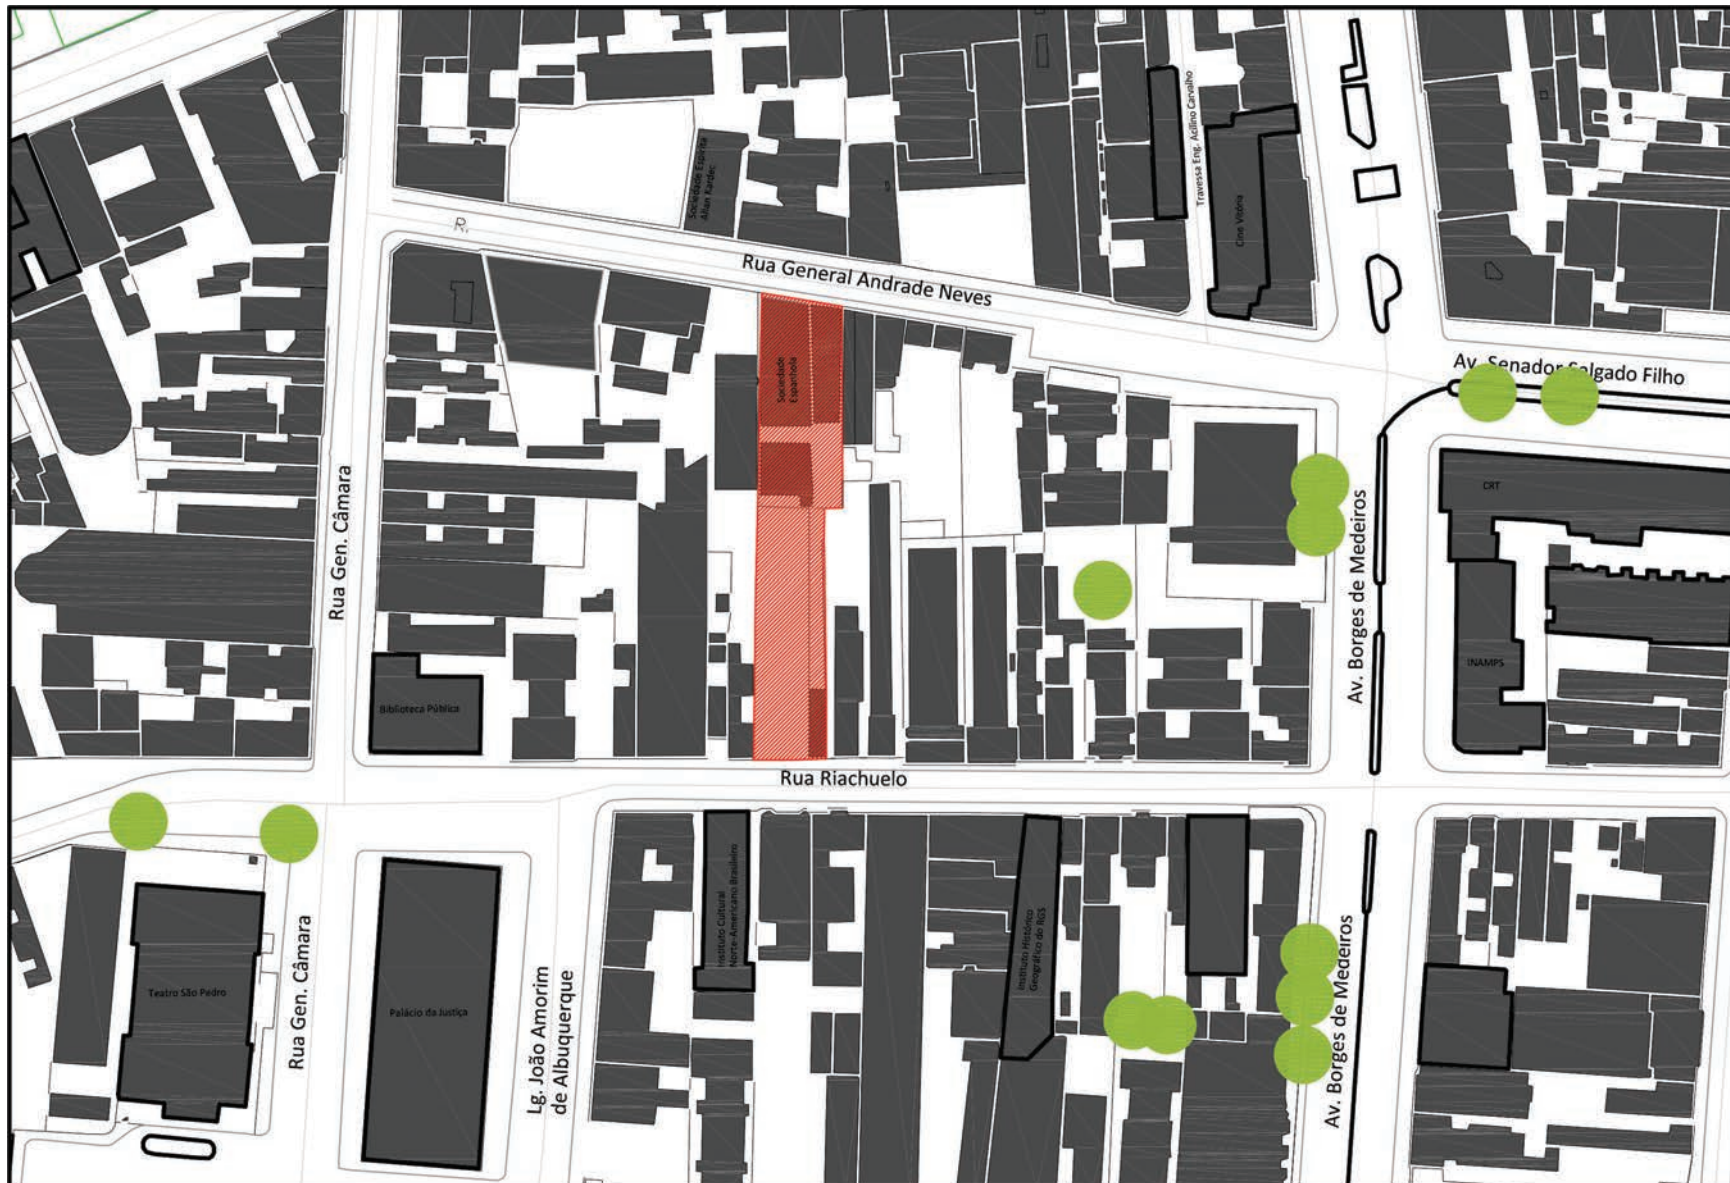 Sociedade Espírita
Allan Kardec
Travessa Eng. Acilino Carvalho
Cine Vitória
R.
Rua General Andrade Neves
Sociedade
Espanhola
Av. Senador Salgado Filho
Rua Gen. Câmara
Av. Borges de Medeiros
CRT
INAMPS
Biblioteca Pública
Rua Riachuelo
Teatro São Pedro
Rua Gen. Câmara
Palácio da Justiça
Lg. João Amorim
de Albuquerque
Instituto Cultural
Norte-Americano Brasileiro
Instituto Histórico
Geográfico do RGS
Av. Borges de Medeiros